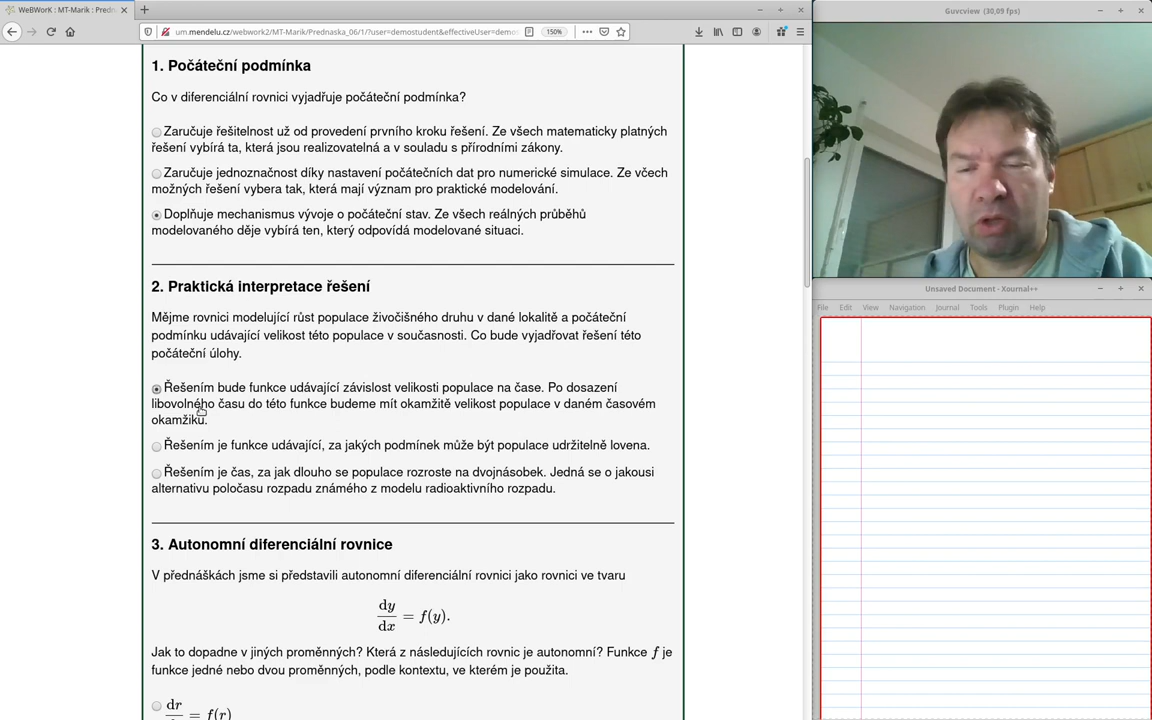 WeBWorK : MT-Marik : Predn
Guvcview (30,09 fps)
um.mendelu.cz/webwork2/MT-Marik/Prednaska_06/1/?user=demostudent&effectiveUser=demos
150%
1. Počáteční podmínka
Co v diferenciální rovnici vyjadřuje počáteční podmínka?
Zaručuje řešitelnost už od provedení prvního kroku řešení. Ze všech matematicky platných
řešení vybírá ta, která jsou realizovatelná a v souladu s přírodními zákony.
Zaručuje jednoznačnost díky nastavení počátečních dat pro numerické simulace. Ze včech
možných řešení vybera tak, která mají význam pro praktické modelování.
Doplňuje mechanismus vývoje o počáteční stav. Ze všech reálných průběhů
modelovaného děje vybírá ten, který odpovídá modelované situaci.
2. Praktická interpretace řešení
Mějme rovnici modelující růst populace živočišného druhu v dané lokalitě a počáteční
podmínku udávající velikost této populace v současnosti. Co bude vyjadřovat řešení této
počáteční úlohy.
Řešením bude funkce udávající závislost velikosti populace na čase. Po dosazení
libovolného času do této funkce budeme mít okamžitě velikost populace v daném časovém
okamžiku.
Řešením je funkce udávající, za jakých podmínek může být populace udržitelně lovena.
Řešením je čas, za jak dlouho se populace rozroste na dvojnásobek. Jedná se o jakousi
alternativu poločasu rozpadu známého z modelu radioaktivního rozpadu.
3. Autonomní diferenciální rovnice
V přednáškách jsme si představili autonomní diferenciální rovnici jako rovnici ve tvaru
dy/dx = f(y).
Jak to dopadne v jiných proměnných? Která z následujících rovnic je autonomní? Funkce f je
funkce jedné nebo dvou proměnných, podle kontextu, ve kterém je použita.
dr = f(r)
Unsaved Document - Xournal++
File Edit View Navigation Journal Tools Plugin Help